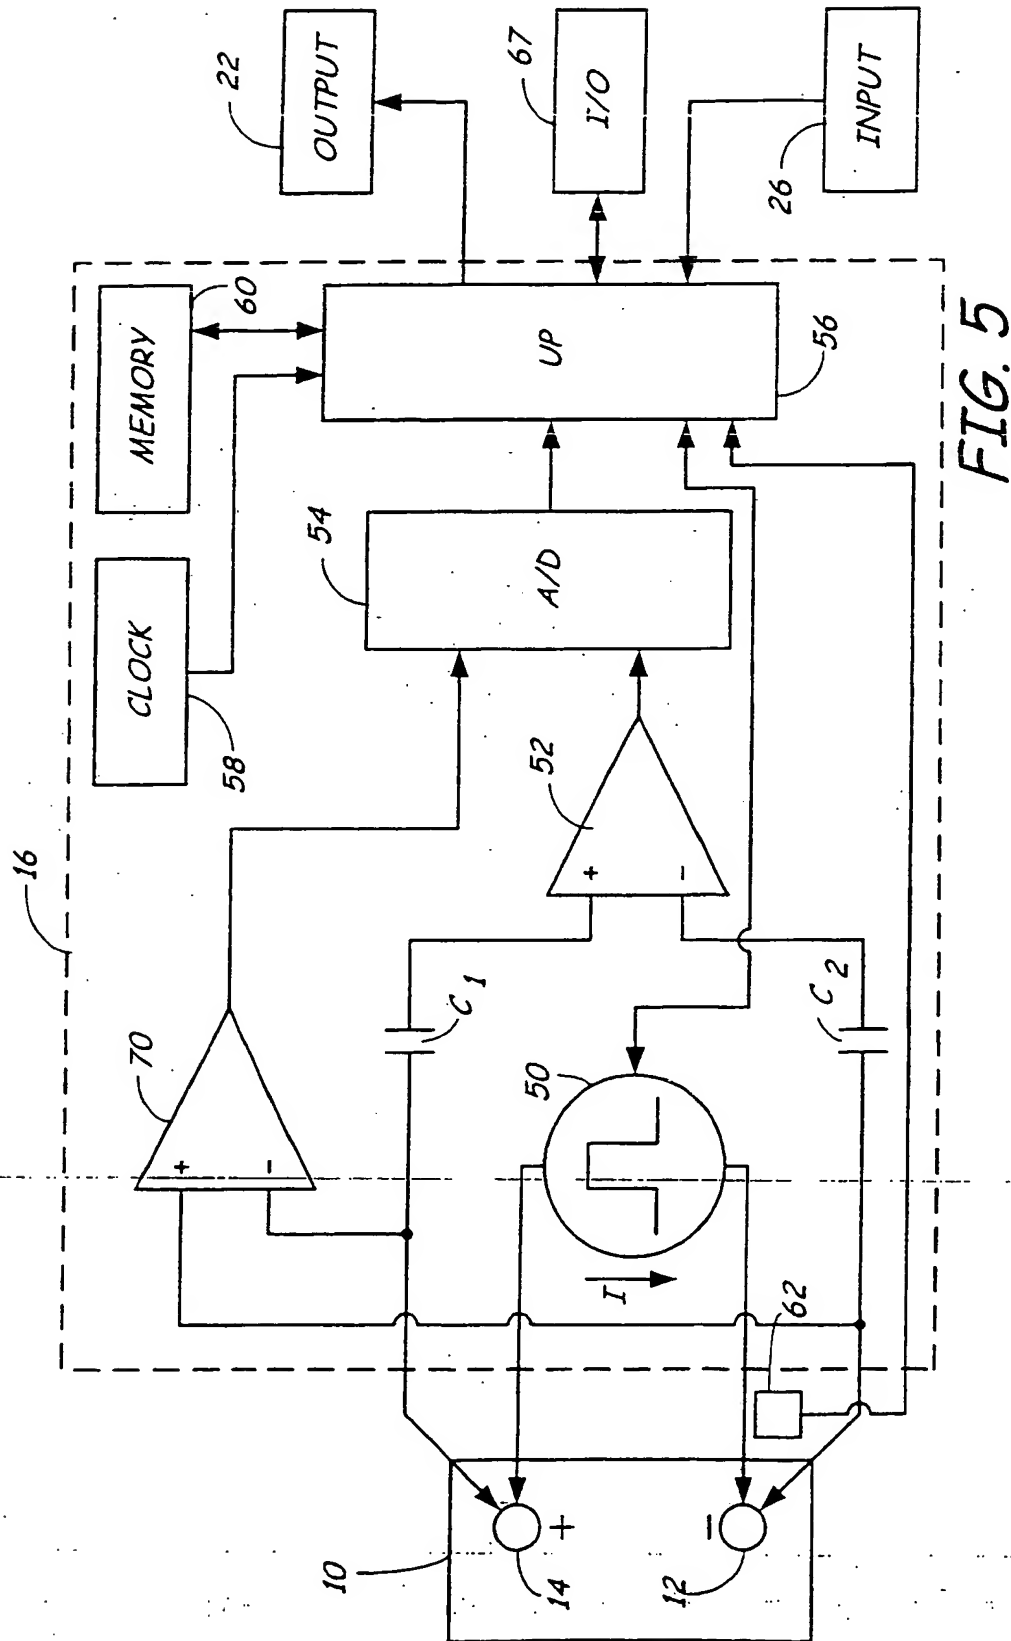 FIG. 5
16
MEMORY
60
CLOCK
58
OUTPUT
22
I/O
67
INPUT
26
UP
56
A/D
54
70
+
-
52
+
-
C1
C2
50
I
62
10
14
+
12
-